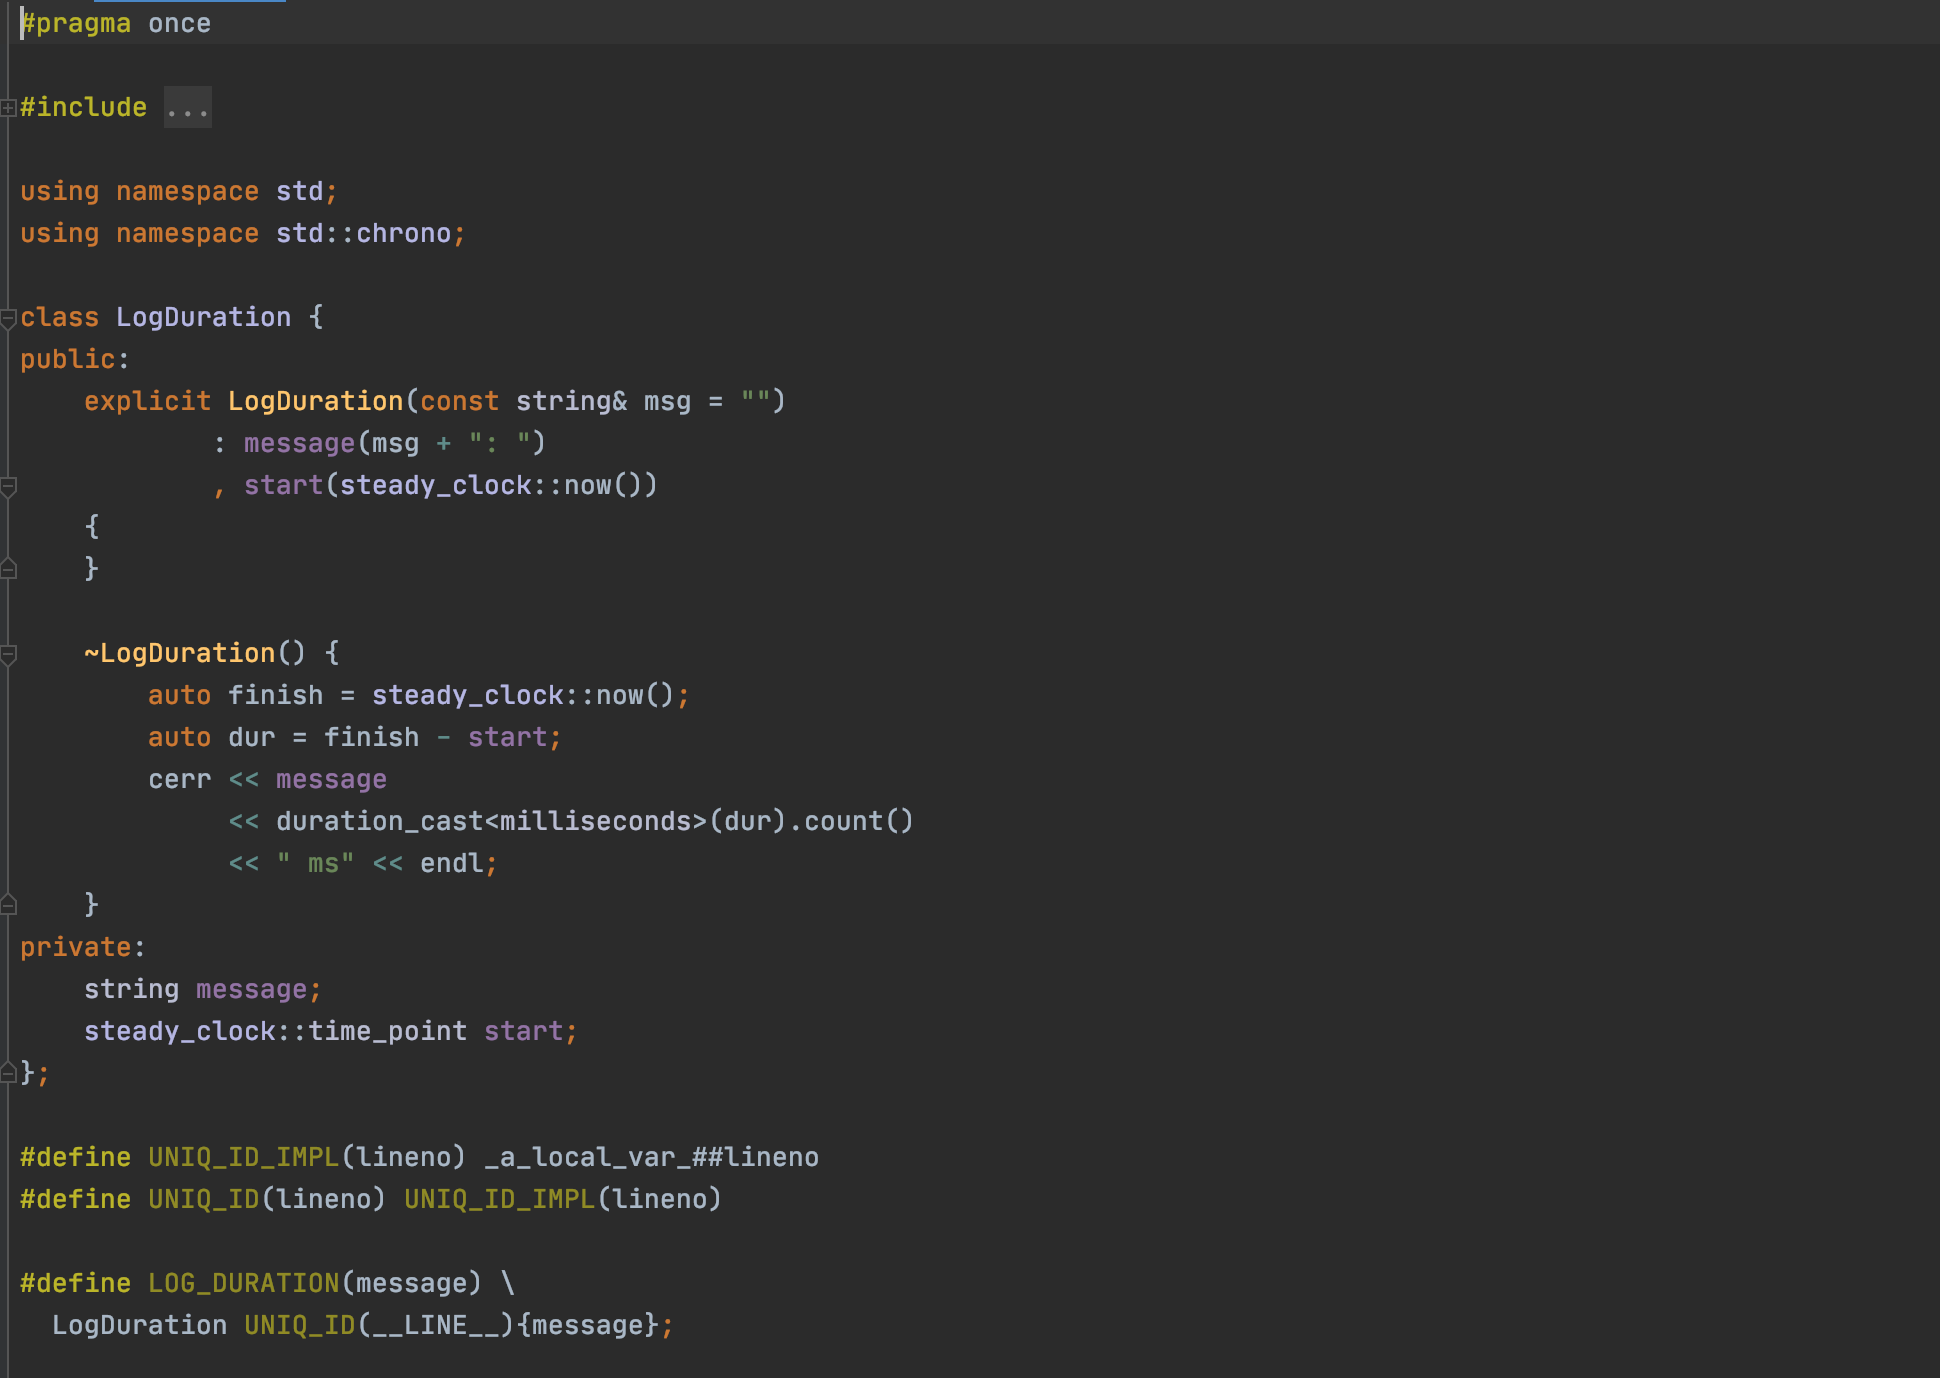 #pragma once
#include ...
using namespace std;
using namespace std::chrono;
class LogDuration {
public:
    explicit LogDuration(const string& msg = "")
            : message(msg + ": ")
            , start(steady_clock::now())
    {
    }
    ~LogDuration() {
        auto finish = steady_clock::now();
        auto dur = finish - start;
        cerr << message
             << duration_cast<milliseconds>(dur).count()
             << " ms" << endl;
    }
private:
    string message;
    steady_clock::time_point start;
};
#define UNIQ_ID_IMPL(lineno) _a_local_var_##lineno
#define UNIQ_ID(lineno) UNIQ_ID_IMPL(lineno)
#define LOG_DURATION(message) \
  LogDuration UNIQ_ID(__LINE__){message};